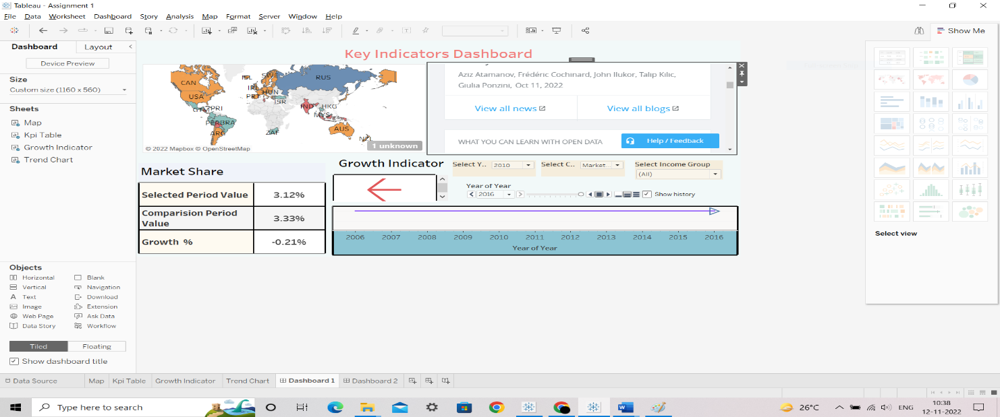 Tableau - Assignment 1
File Data Worksheet Dashboard Story Analysis Map Format Server Window Help
Show Me
Dashboard Layout
Device Preview
Size
Custom size (1160 x 560)
Sheets
Map
Kpi Table
Growth Indicator
Trend Chart
Objects
Horizontal Blank
Vertical Navigation
Text Download
Image Extension
Web Page Ask Data
Data Story Workflow
Tiled Floating
Show dashboard title
Key Indicators Dashboard
CAN
USA
PRI
ARG
ISL
SWE
RUS
HUN
PRT
ISR
IND
HKG
MYS
ZAF
AUS
NZL
© 2022 Mapbox © OpenStreetMap
1 unknown
Aziz Atamanov, Frédéric Cochinard, John Ilukor, Talip Kilic,
Giulia Ponzini, Oct 11, 2022
View all news View all blogs
WHAT YOU CAN LEARN WITH OPEN DATA
Help / Feedback
Market Share
Selected Period Value 3.12%
Comparision Period
Value 3.33%
Growth % -0.21%
Growth Indicator
Select Y.. 2010
Select C.. Market...
Select Income Group
(All)
Year of Year
2016
Show history
2006 2007 2008 2009 2010 2011 2012 2013 2014 2015 2016
Year of Year
Select view
Data Source Map Kpi Table Growth Indicator Trend Chart Dashboard 1 Dashboard 2
Type here to search
26°C
ENG
10:38
12-11-2022